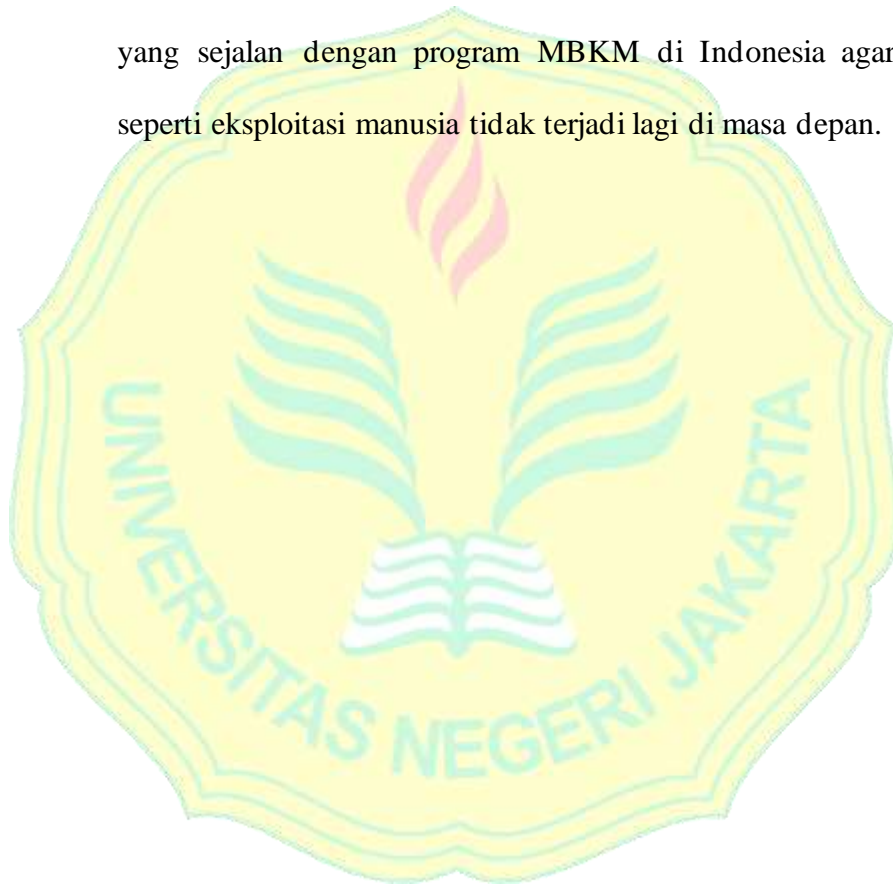 yang sejalan dengan program MBKM di Indonesia agar
seperti eksploitasi manusia tidak terjadi lagi di masa depan.
UNIVERSITAS NEGERI JAKARTA